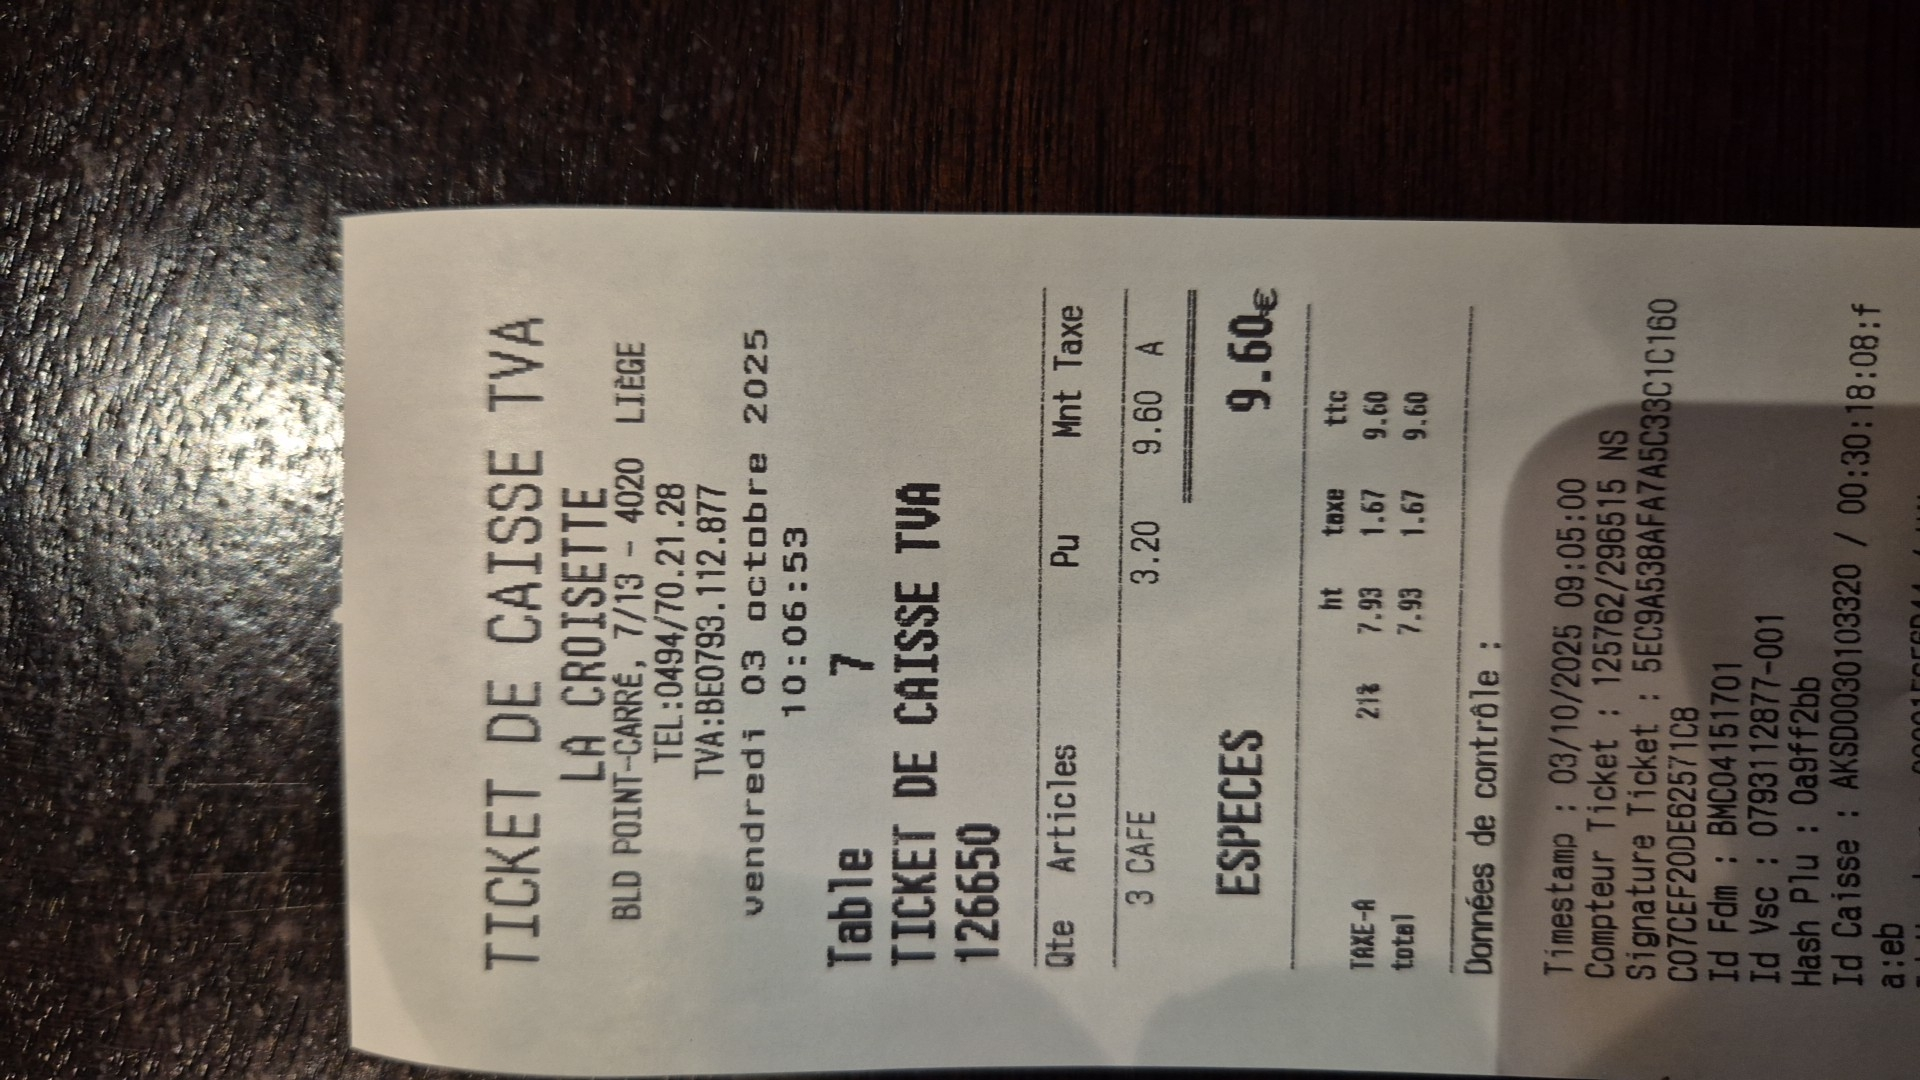 TICKET DE CAISSE TVA
LA CROISETTE
BLD POINT-CARRÉ, 7/13 - 4020 LIÈGE
TEL:0494/70.21.28
TVA:BE0793.112.877
vendredi 03 octobre 2025
10:06:53
Table 7
TICKET DE CAISSE TVA
126650
Qte Articles Pu Mnt Taxe
3 CAFE 3.20 9.60 A
ESPECES 9.60€
ht taxe ttc
TAXE-A 21% 7.93 1.67 9.60
total 7.93 1.67 9.60
Données de contrôle :
Timestamp : 03/10/2025 09:05:00
Compteur Ticket : 125762/296515 NS
Signature Ticket : 5EC9A538AFA7A5C33C1C160
C07CEF20DE62571C8
Id Fdm : BMC04151701
Id Vsc : 0793112877-001
Hash Plu : 0a9ff2bb
Id Caisse : AKSD0030103320 / 00:30:18:08:f
a:eb